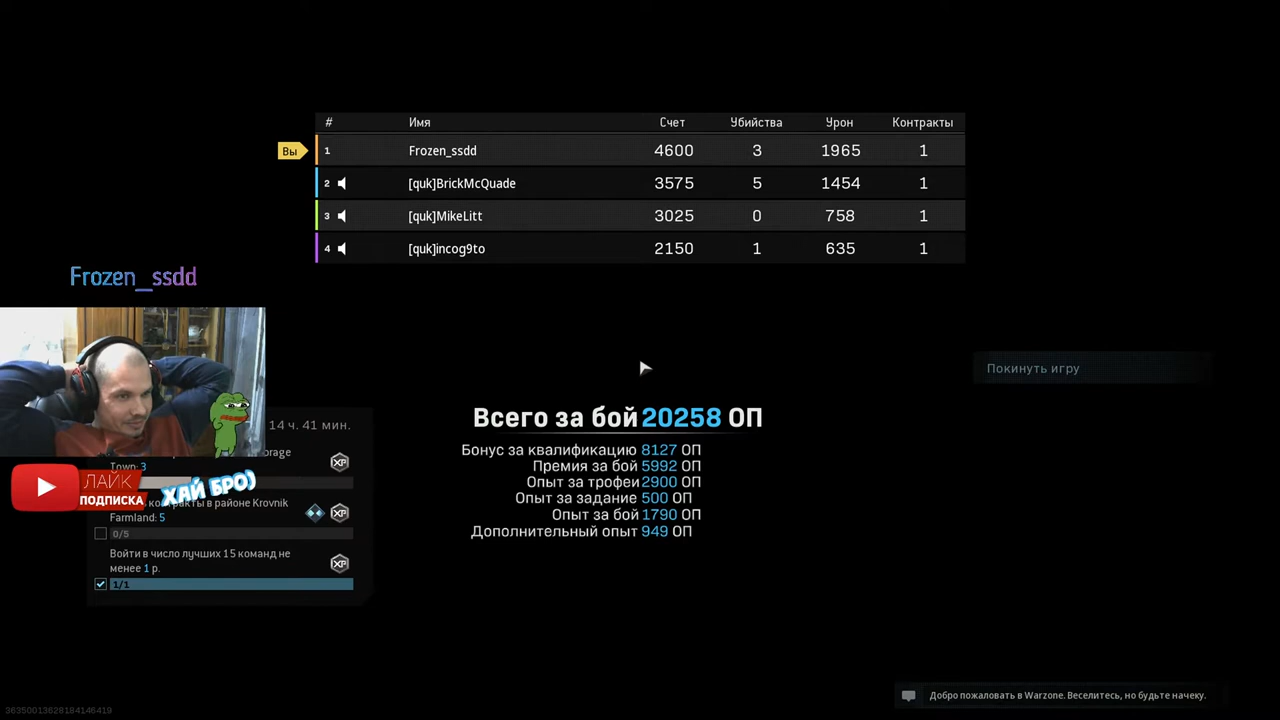 # Имя Счет Убийства Урон Контракты
Вы 1 Frozen_ssdd 4600 3 1965 1
2 [quk]BrickMcQuade 3575 5 1454 1
3 [quk]MikeLitt 3025 0 758 1
4 [quk]incog9to 2150 1 635 1
Frozen_ssdd
Покинуть игру
14 ч. 41 мин.
Town: 3
ЛАЙК
ПОДПИСКА
ХАЙ БРО)
контракты в районе Krovnik
Farmland: 5
0/5
Войти в число лучших 15 команд не
менее 1 р.
1/1
Всего за бой 20258 ОП
Бонус за квалификацию 8127 ОП
Премия за бой 5992 ОП
Опыт за трофеи 2900 ОП
Опыт за задание 500 ОП
Опыт за бой 1790 ОП
Дополнительный опыт 949 ОП
Добро пожаловать в Warzone. Веселитесь, но будьте начеку.